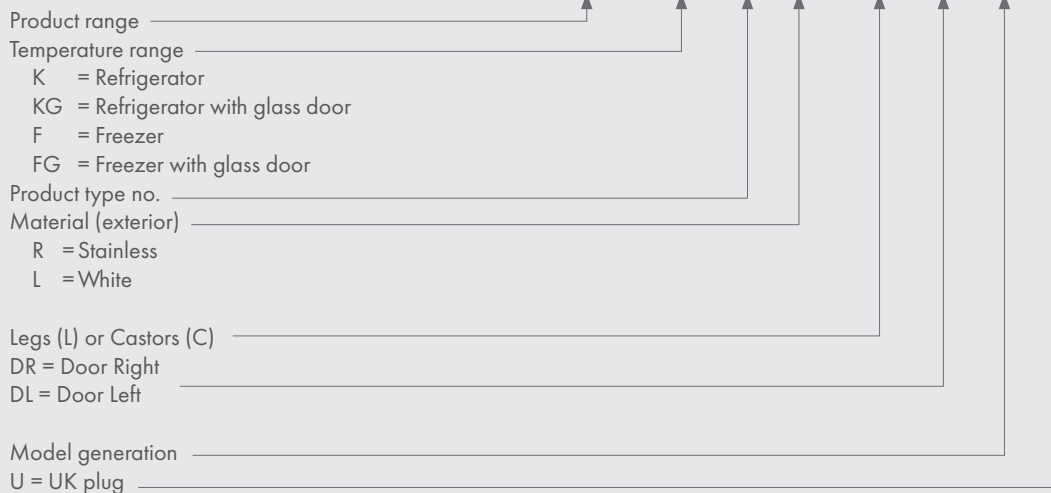 Product range
Temperature range
K = Refrigerator
KG = Refrigerator with glass door
F = Freezer
FG = Freezer with glass door
Product type no.
Material (exterior)
R = Stainless
L = White
Legs (L) or Castors (C)
DR = Door Right
DL = Door Left
Model generation
U = UK plug